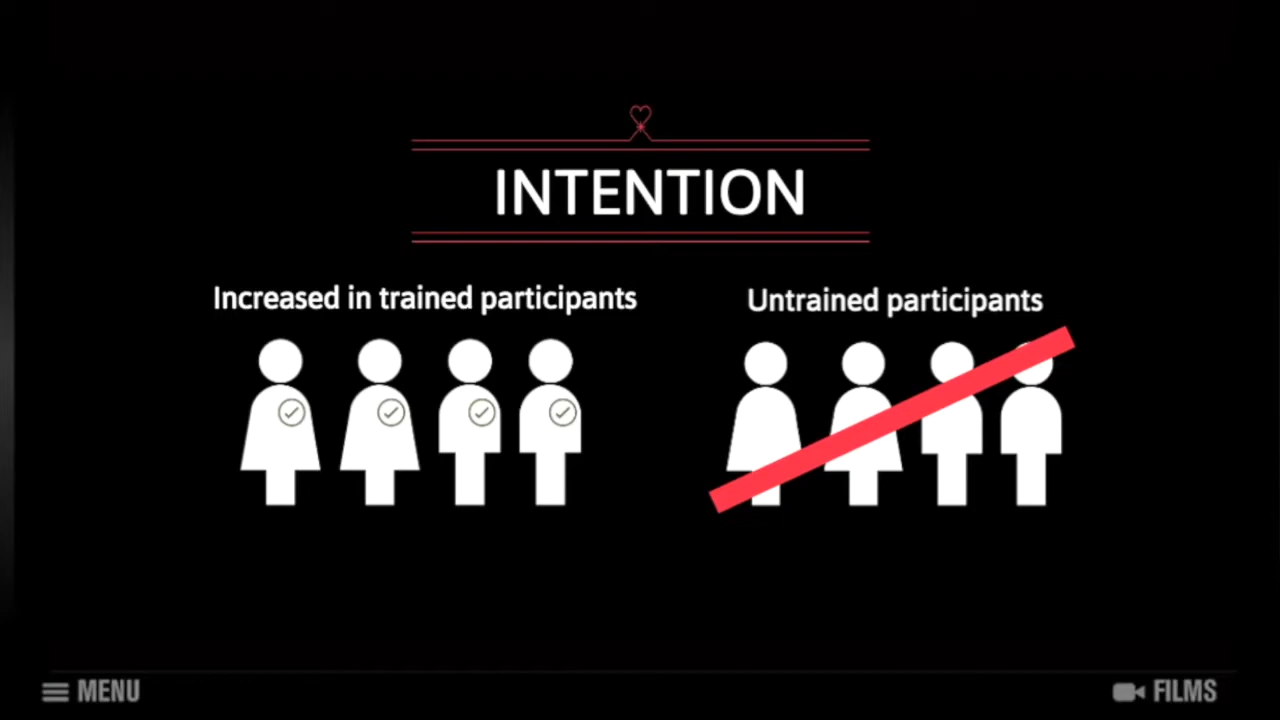 INTENTION
Increased in trained participants
Untrained participants
MENU
FILMS